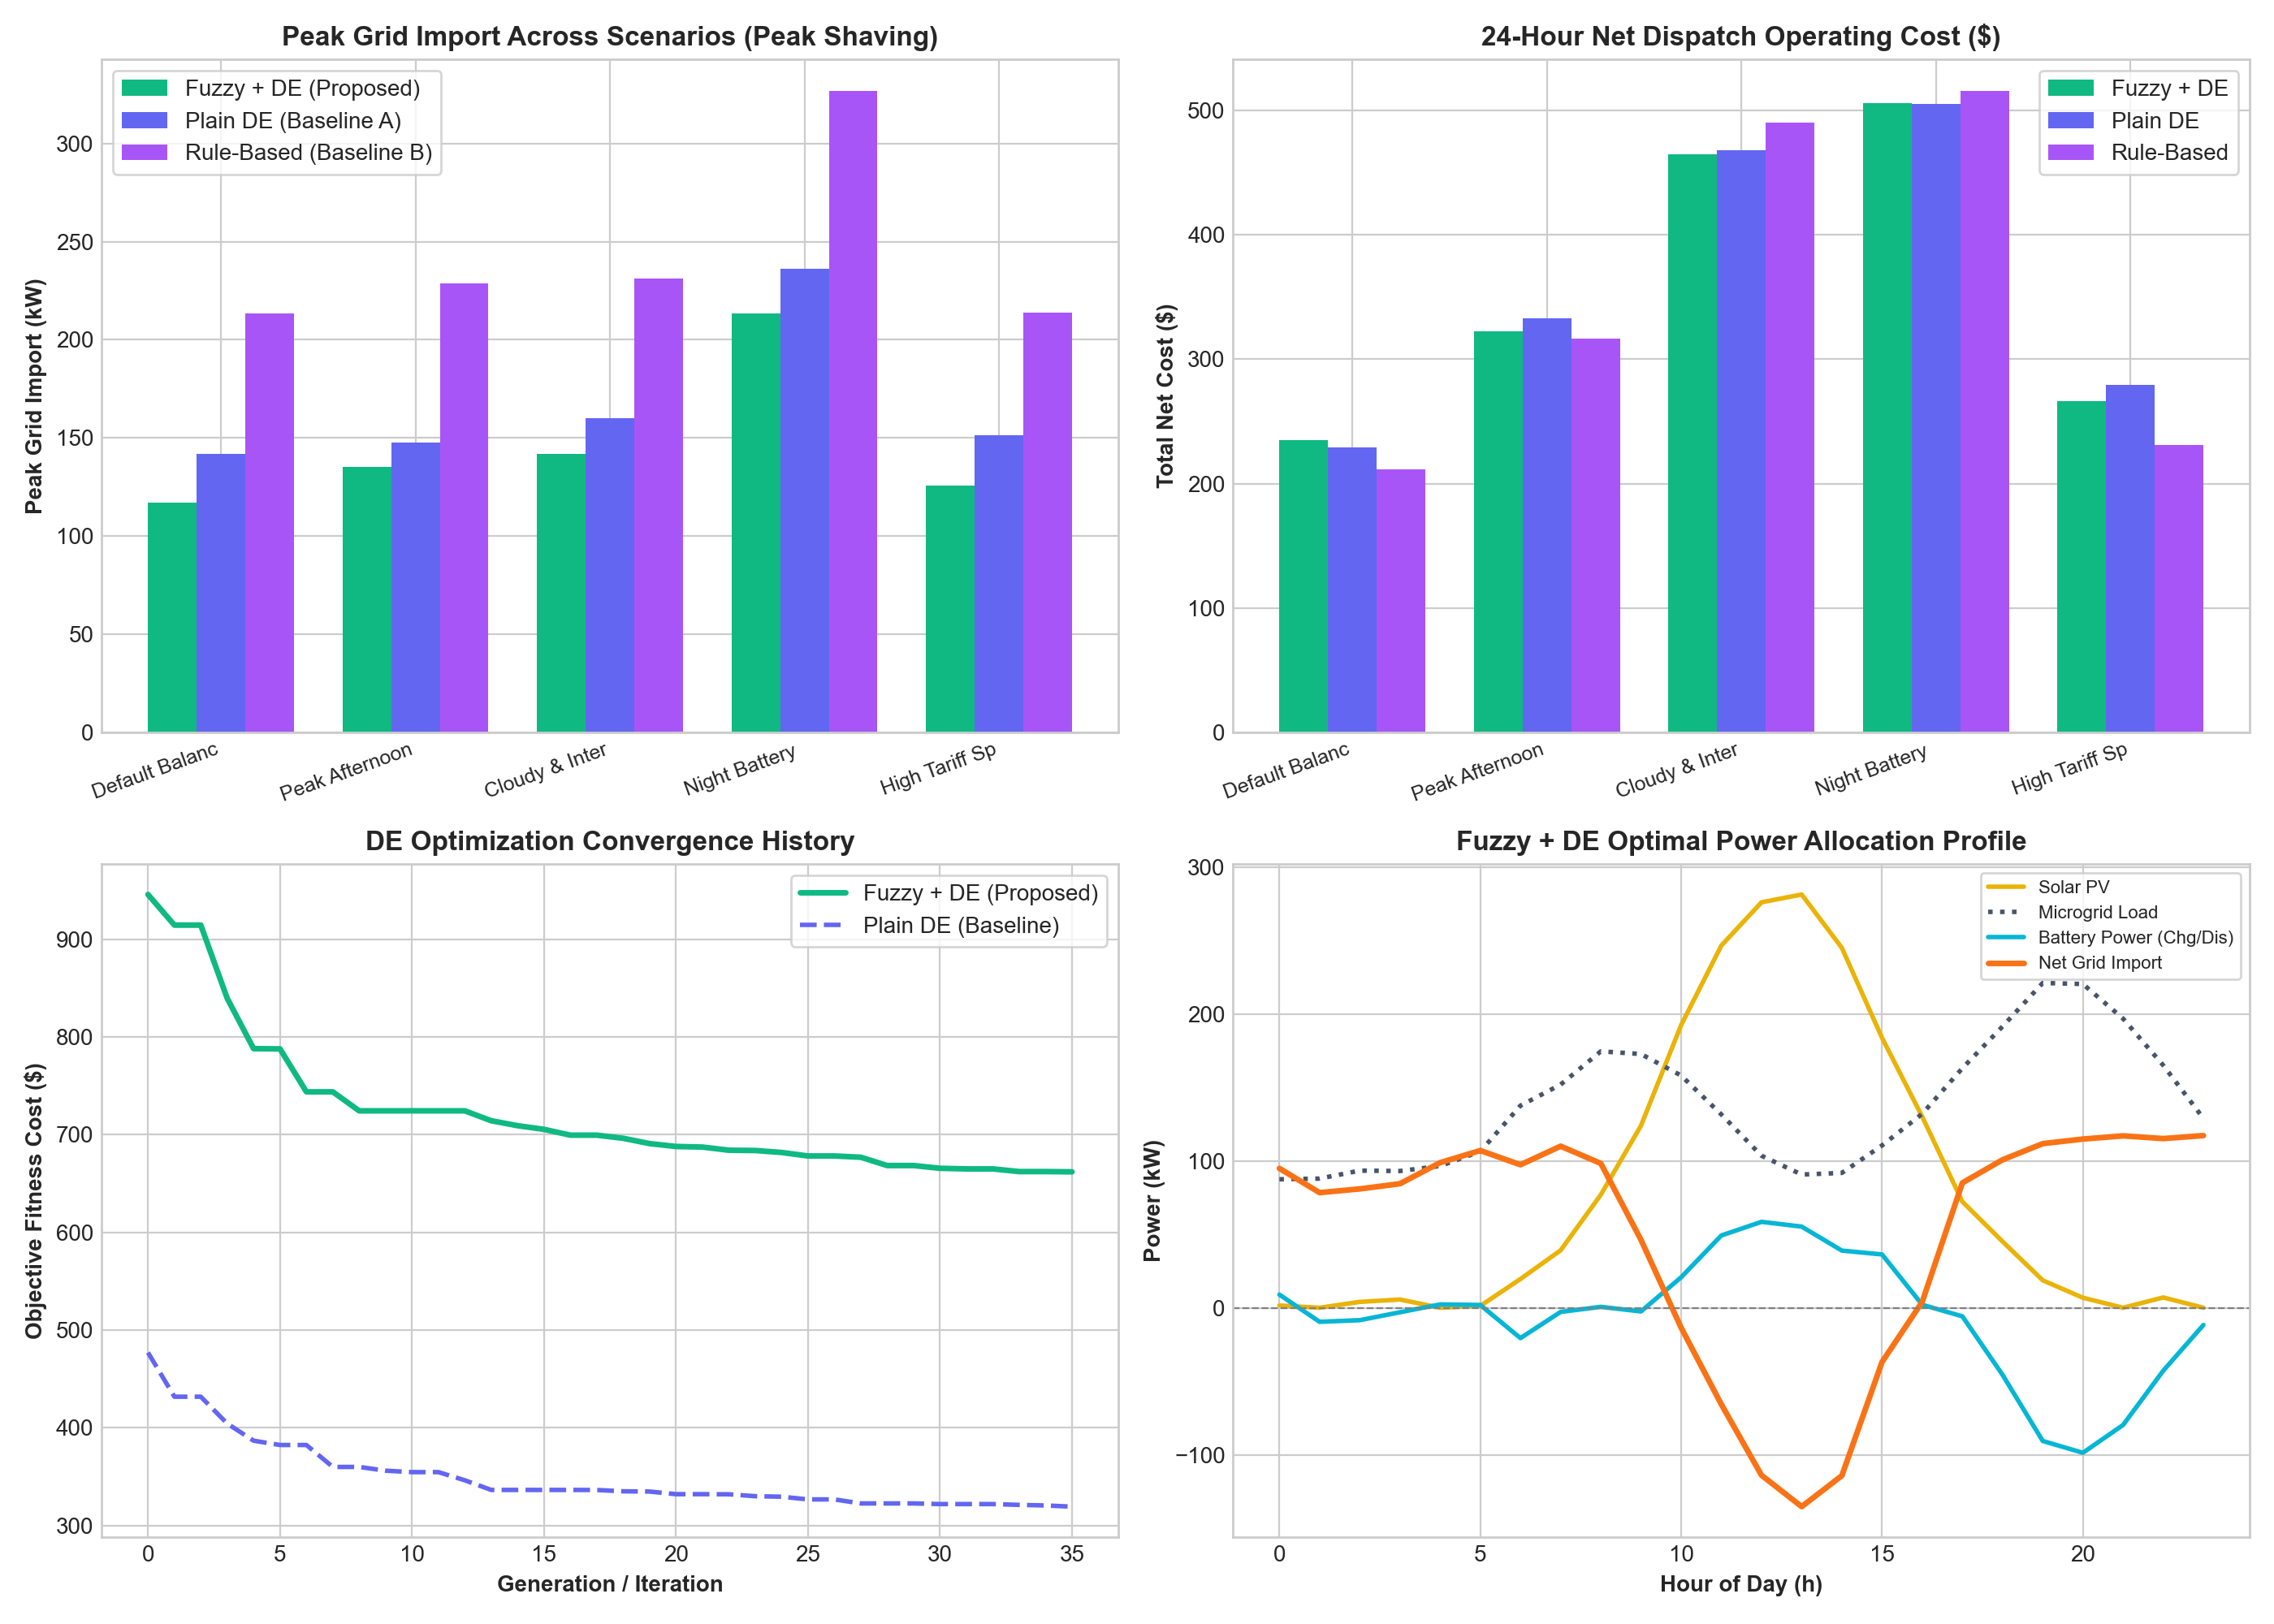 Peak Grid Import Across Scenarios (Peak Shaving)
Fuzzy + DE (Proposed)
Plain DE (Baseline A)
Rule-Based (Baseline B)
Peak Grid Import (kW)
300
250
200
150
100
50
0
Default Balanc
Peak Afternoon
Cloudy & Inter
Night Battery
High Tariff Sp
24-Hour Net Dispatch Operating Cost ($)
Fuzzy + DE
Plain DE
Rule-Based
Total Net Cost ($)
500
400
300
200
100
0
Default Balanc
Peak Afternoon
Cloudy & Inter
Night Battery
High Tariff Sp
DE Optimization Convergence History
Fuzzy + DE (Proposed)
Plain DE (Baseline)
Objective Fitness Cost ($)
900
800
700
600
500
400
300
0 5 10 15 20 25 30 35
Generation / Iteration
Fuzzy + DE Optimal Power Allocation Profile
Solar PV
Microgrid Load
Battery Power (Chg/Dis)
Net Grid Import
Power (kW)
300
200
100
0
−100
0 5 10 15 20
Hour of Day (h)